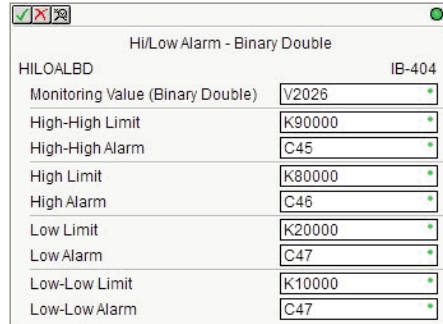 Hi/Low Alarm - Binary Double
HILOALBD IB-404
Monitoring Value (Binary Double) V2026
High-High Limit K90000
High-High Alarm C45
High Limit K80000
High Alarm C46
Low Limit K20000
Low Alarm C47
Low-Low Limit K10000
Low-Low Alarm C47